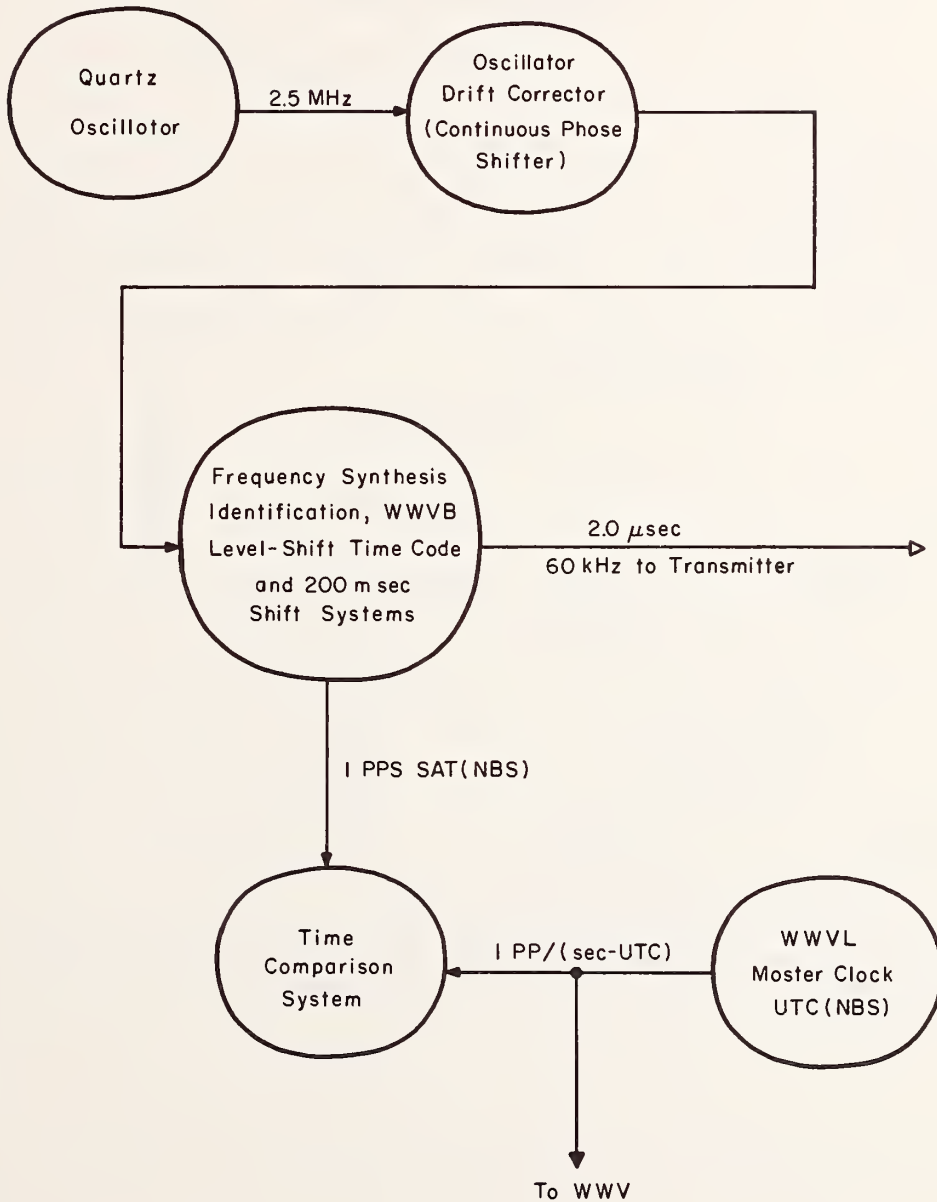 Quartz
Oscillotor
2.5 MHz
Oscillator
Drift Corrector
(Continuous Phose
Shifter)
Frequency Synthesis
Identification, WWVB
Level-Shift Time Code
and 200 m sec
Shift Systems
2.0 μsec
60 kHz to Transmitter
I PPS SAT(NBS)
Time
Comparison
System
I PP/(sec-UTC)
WWVL
Moster Clock
UTC(NBS)
To WWV